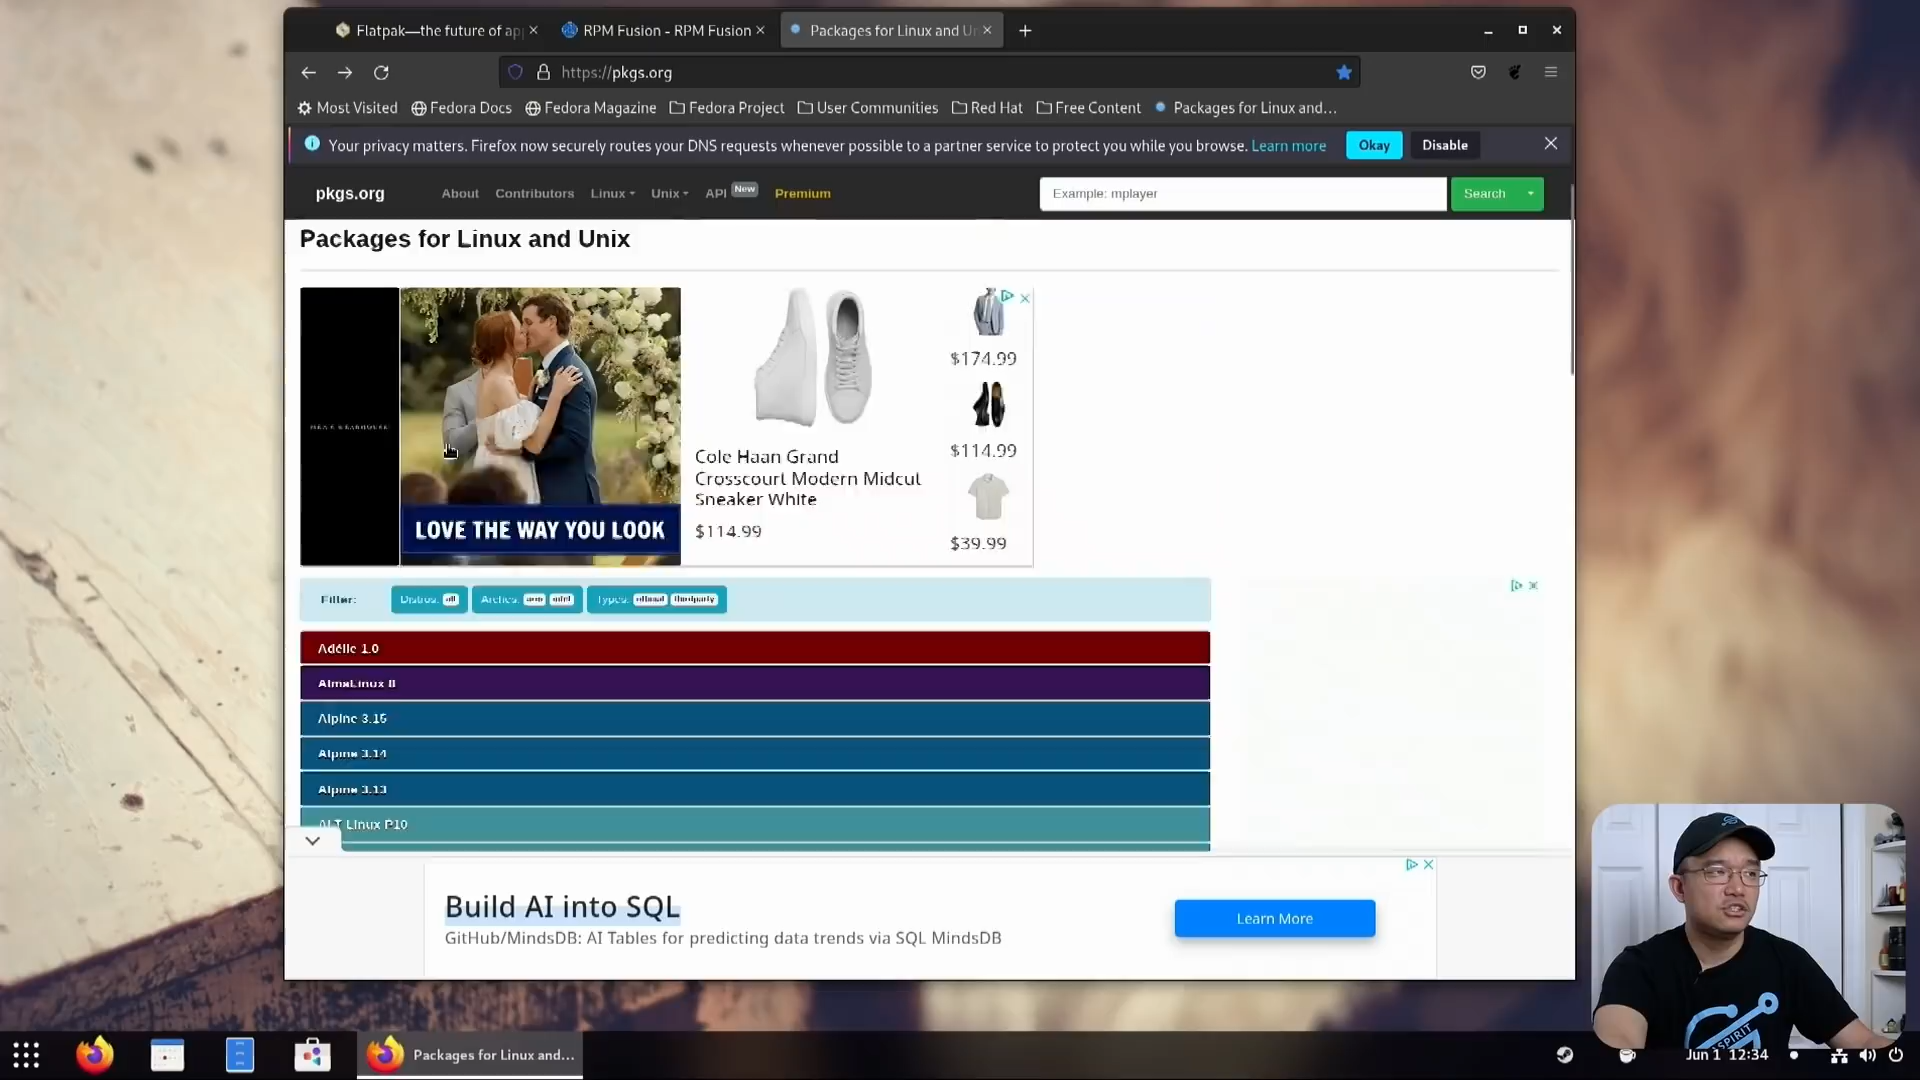 Flatpak—the future of ap
RPM Fusion - RPM Fusion
Packages for Linux and Un
https://pkgs.org
Most Visited
Fedora Docs
Fedora Magazine
Fedora Project
User Communities
Red Hat
Free Content
Packages for Linux and...
Your privacy matters. Firefox now securely routes your DNS requests whenever possible to a partner service to protect you while you browse. Learn more
Okay
Disable
pkgs.org
About
Contributors
Linux
Unix
API New
Premium
Example: mplayer
Search
Packages for Linux and Unix
LOVE THE WAY YOU LOOK
Cole Haan Grand
Crosscourt Modern Midcut
Sneaker White
$114.99
$174.99
$114.99
$39.99
Filter:
Distros: all
Arches:
Types: official thirdparty
Adélie 1.0
AlmaLinux 8
Alpine 3.15
Alpine 3.14
Alpine 3.13
ALT Linux P10
Build AI into SQL
GitHub/MindsDB: AI Tables for predicting data trends via SQL MindsDB
Learn More
Packages for Linux and...
Jun 1 12:34